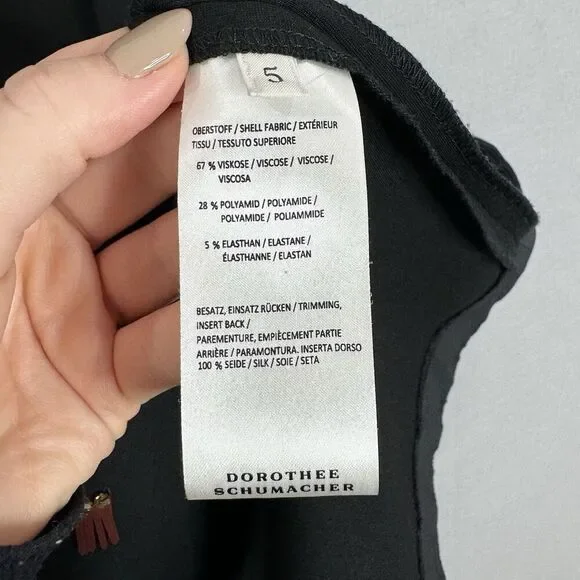 5
OBERSTOFF / SHELL FABRIC / EXTÉRIEUR
TISSU / TESSUTO SUPERIORE
67 % VISKOSE / VISCOSE / VISCOSE /
VISCOSA
28 % POLYAMID / POLYAMIDE /
POLYAMIDE / POLIAMMIDE
5 % ELASTHAN / ELASTANE /
ÉLASTHANNE / ELASTAN
BESATZ, EINSATZ RÜCKEN / TRIMMING,
INSERT BACK /
PAREMENTURE, EMPIÈCEMENT PARTIE
ARRIÈRE / PARAMONTURA. INSERTA DORSO
100 % SEIDE / SILK / SOIE / SETA
DOROTHEE
SCHUMACHER